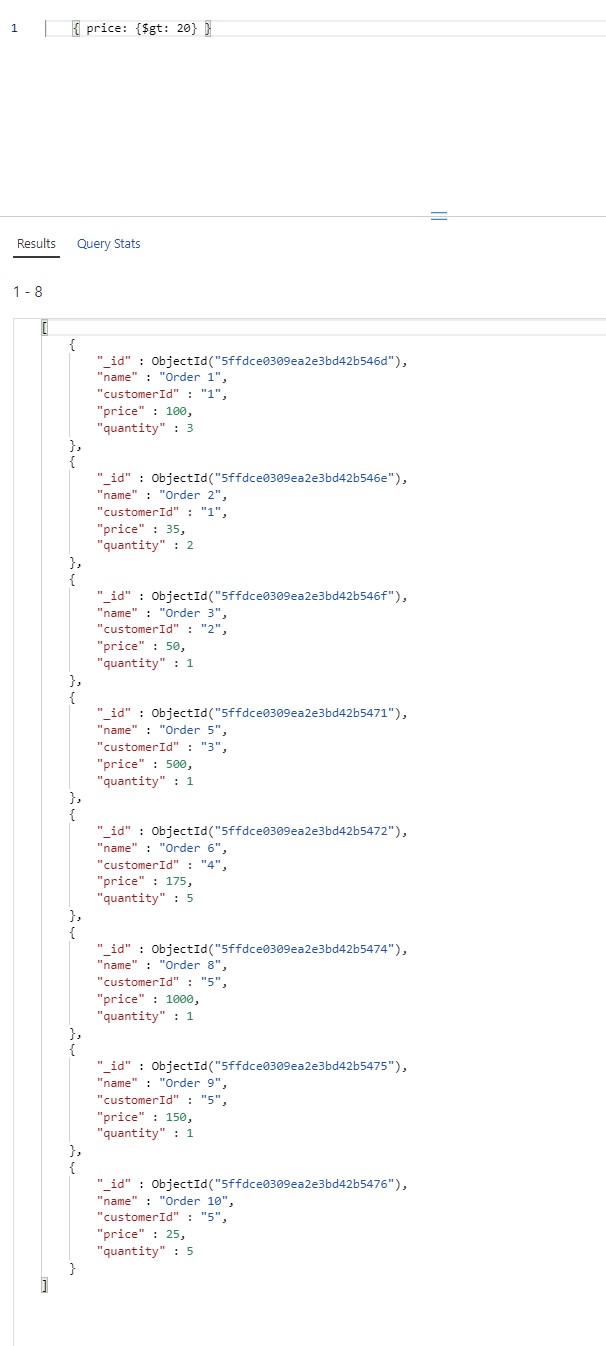 1 { price: {$gt: 20} }
Results Query Stats
1 - 8
[
{
"_id" : ObjectId("5ffdce0309ea2e3bd42b546d"),
"name" : "Order 1",
"customerId" : "1",
"price" : 100,
"quantity" : 3
},
{
"_id" : ObjectId("5ffdce0309ea2e3bd42b546e"),
"name" : "Order 2",
"customerId" : "1",
"price" : 35,
"quantity" : 2
},
{
"_id" : ObjectId("5ffdce0309ea2e3bd42b546f"),
"name" : "Order 3",
"customerId" : "2",
"price" : 50,
"quantity" : 1
},
{
"_id" : ObjectId("5ffdce0309ea2e3bd42b5471"),
"name" : "Order 5",
"customerId" : "3",
"price" : 500,
"quantity" : 1
},
{
"_id" : ObjectId("5ffdce0309ea2e3bd42b5472"),
"name" : "Order 6",
"customerId" : "4",
"price" : 175,
"quantity" : 5
},
{
"_id" : ObjectId("5ffdce0309ea2e3bd42b5474"),
"name" : "Order 8",
"customerId" : "5",
"price" : 1000,
"quantity" : 1
},
{
"_id" : ObjectId("5ffdce0309ea2e3bd42b5475"),
"name" : "Order 9",
"customerId" : "5",
"price" : 150,
"quantity" : 1
},
{
"_id" : ObjectId("5ffdce0309ea2e3bd42b5476"),
"name" : "Order 10",
"customerId" : "5",
"price" : 25,
"quantity" : 5
}
]